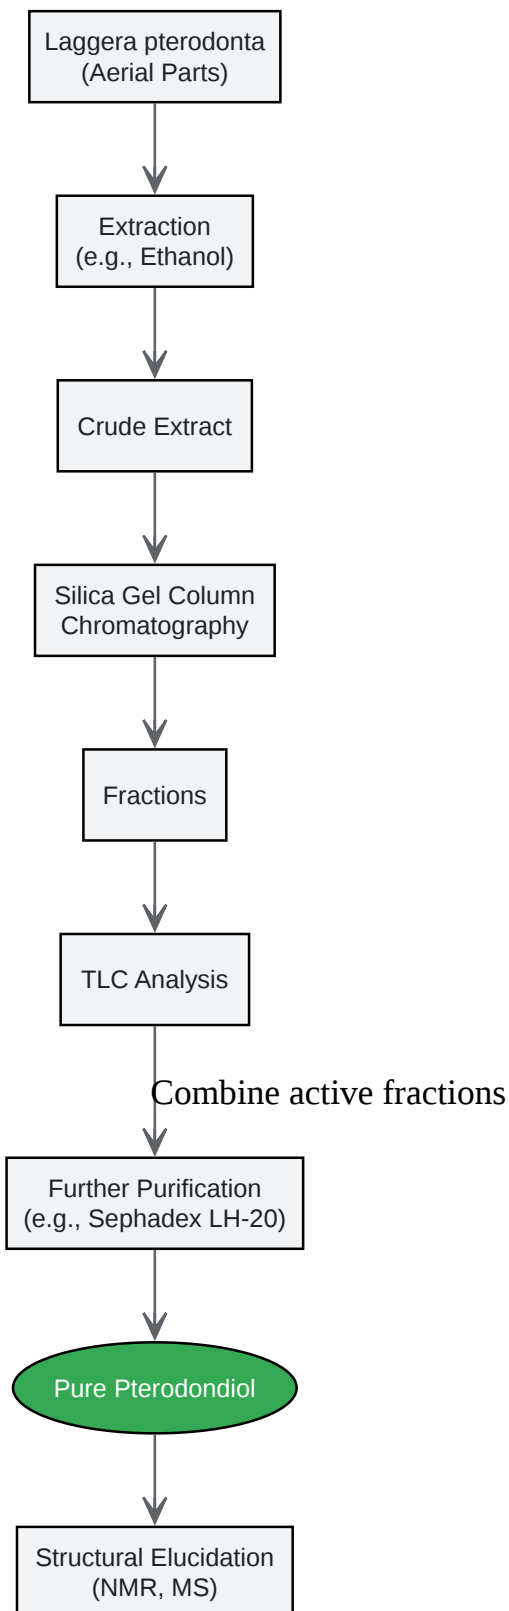 Laggera pterodonta
(Aerial Parts)
Extraction
(e.g., Ethanol)
Crude Extract
Silica Gel Column
Chromatography
Fractions
TLC Analysis
Combine active fractions
Further Purification
(e.g., Sephadex LH-20)
Pure Pterodondiol
Structural Elucidation
(NMR, MS)